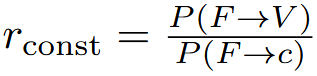 r_const = P(F→V) / P(F→c)